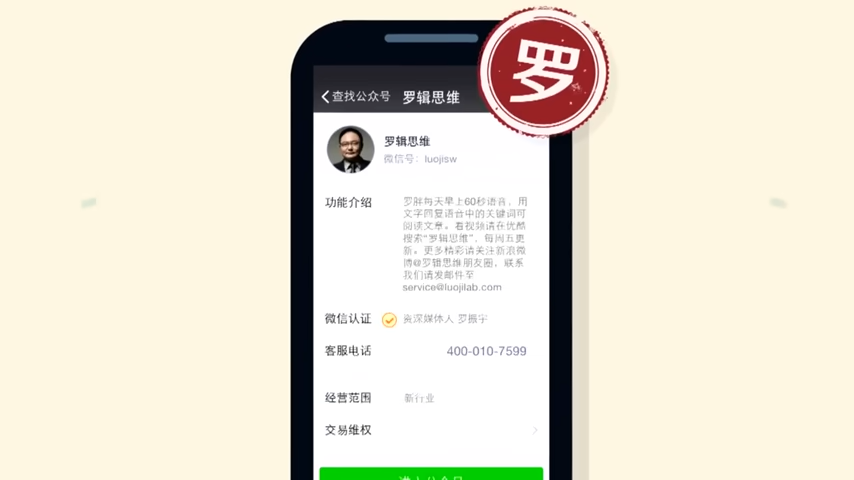 罗
查找公众号 罗辑思维
罗辑思维
微信号：luojisw
功能介绍
罗胖每天早上60秒语音，用
文字回复语音中的关键词可
阅读文章。看视频请在优酷
搜索“罗辑思维”，每周五更
新。更多精彩请关注新浪微
博@罗辑思维朋友圈，联系
我们请发邮件至
service@luojilab.com
微信认证 资深媒体人 罗振宇
客服电话 400-010-7599
经营范围 新行业
交易维权
进入公众号